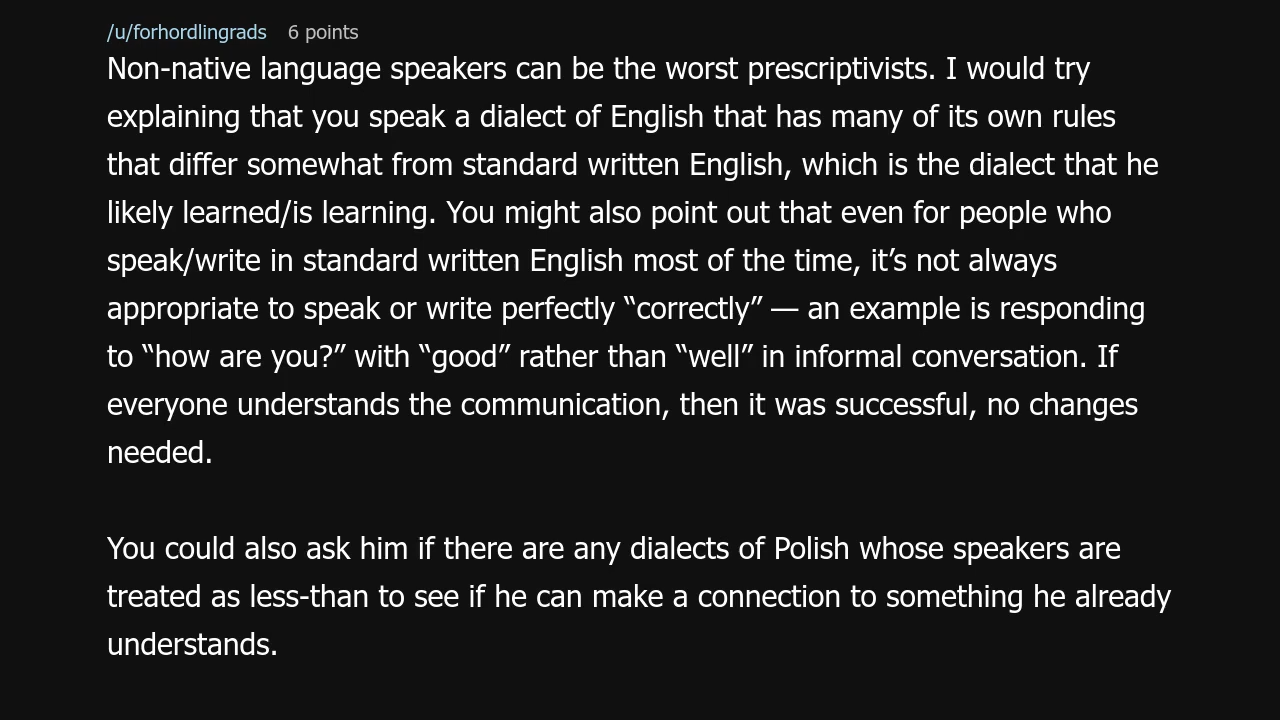 /u/forhordlingrads 6 points
Non-native language speakers can be the worst prescriptivists. I would try
explaining that you speak a dialect of English that has many of its own rules
that differ somewhat from standard written English, which is the dialect that he
likely learned/is learning. You might also point out that even for people who
speak/write in standard written English most of the time, it’s not always
appropriate to speak or write perfectly “correctly” — an example is responding
to “how are you?” with “good” rather than “well” in informal conversation. If
everyone understands the communication, then it was successful, no changes
needed.
You could also ask him if there are any dialects of Polish whose speakers are
treated as less-than to see if he can make a connection to something he already
understands.